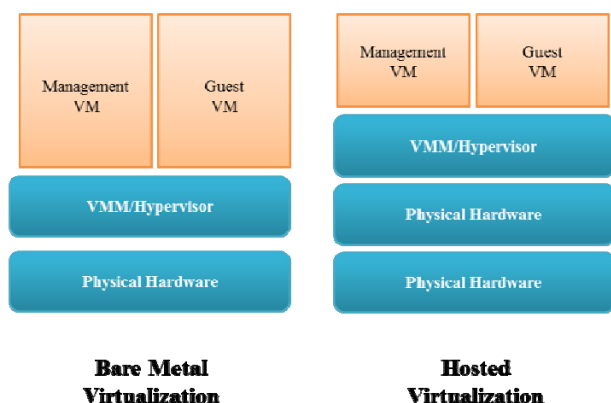 Management
VM
Guest
VM
VMM/Hypervisor
Physical Hardware
Bare Metal
Virtualization
Management
VM
Guest
VM
VMM/Hypervisor
Physical Hardware
Physical Hardware
Hosted
Virtualization